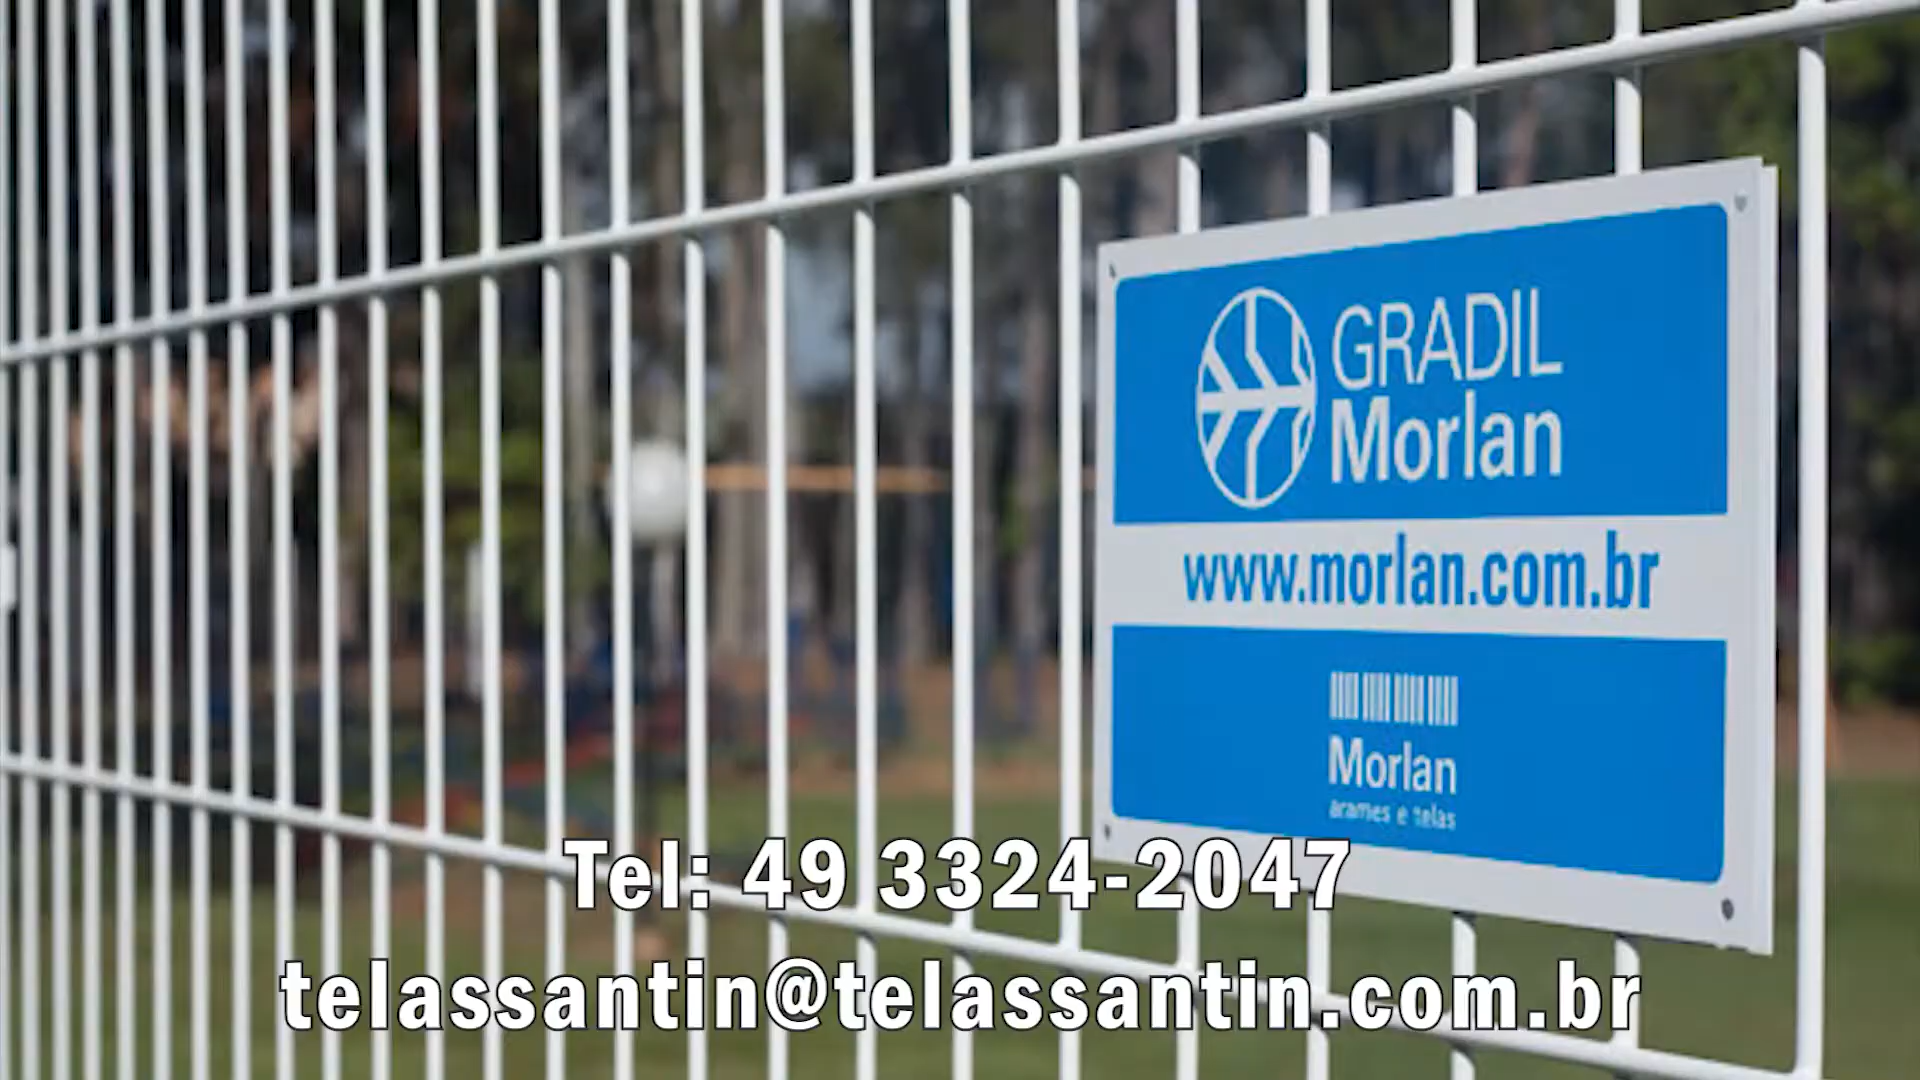 GRADIL
Morlan
www.morlan.com.br
Morlan
arames e telas
Tel: 49 3324-2047
telassantin@telassantin.com.br